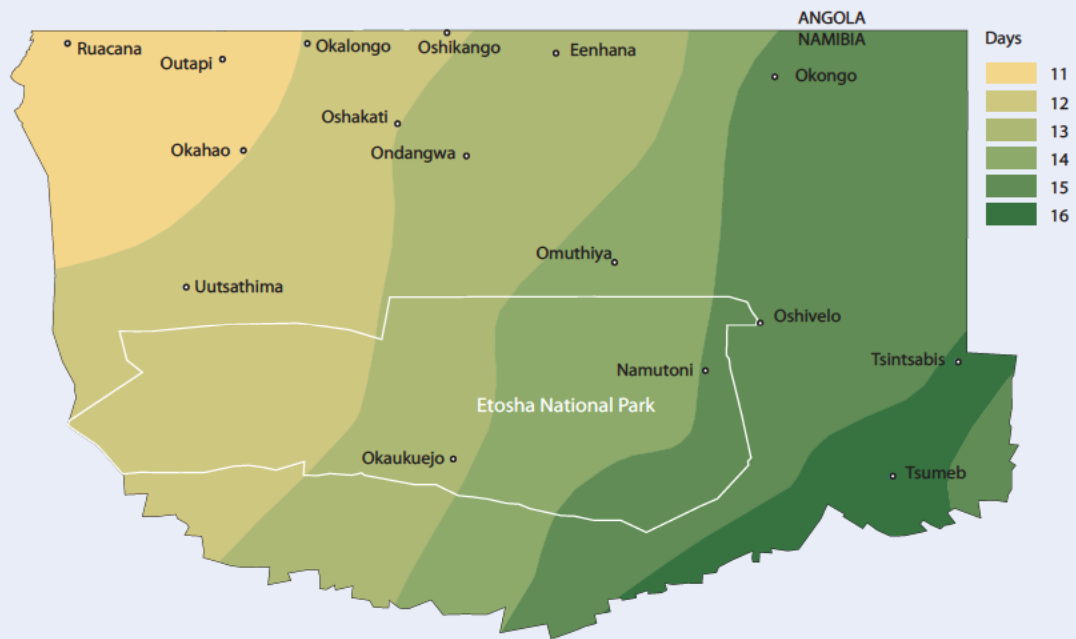 ANGOLA
NAMIBIA
Days
11
12
13
14
15
16
Ruacana
Outapi
Okalongo
Oshikango
Eenhana
Okongo
Oshakati
Okahao
Ondangwa
Omuthiya
Uutsathima
Oshivelo
Tsintsabis
Namutoni
Etosha National Park
Okaukuejo
Tsumeb